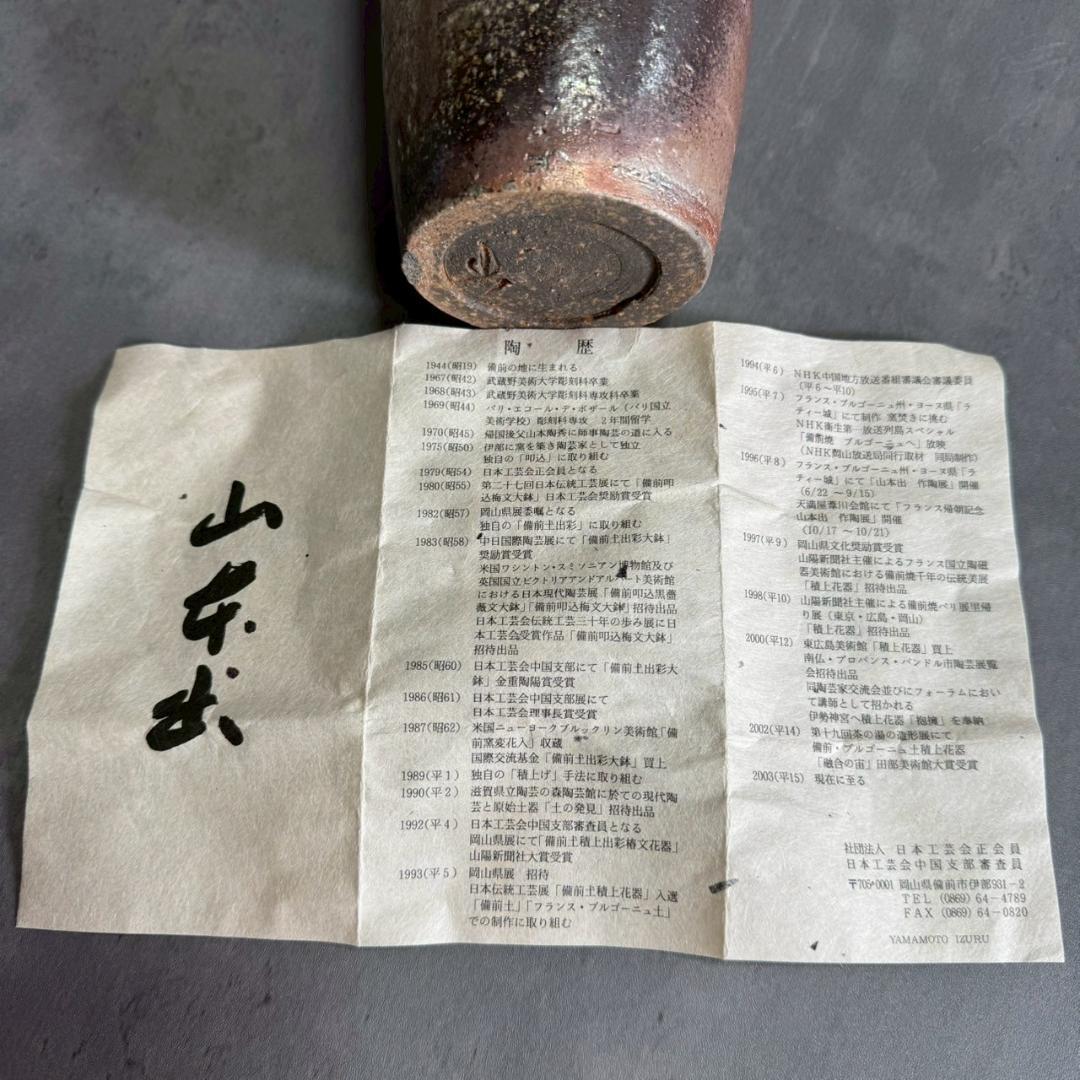 山本出
陶 歴
1944(昭19) 備前の地に生まれる
1967(昭42) 武蔵野美術大学彫刻科卒業
1968(昭43) 武蔵野美術大学彫刻科専攻科卒業
1969(昭44) パリ・エコール・デ・ボザール(パリ国立
美術学校)彫刻科専攻 2年間留学
1970(昭45) 帰国後父山本陶秀に師事陶芸の道に入る
1975(昭50) 伊部に窯を築き陶芸家として独立
独自の「叩込」に取り組む
1979(昭54) 日本工芸会正会員となる
1980(昭55) 第二十七回日本伝統工芸展にて「備前叩
込梅文大鉢」日本工芸会奨励賞受賞
1982(昭57) 岡山県展委嘱となる
独自の「備前土出彩」に取り組む
1983(昭58) 中日国際陶芸展にて「備前土出彩大鉢」
奨励賞受賞
米国ワシントン・スミソニアン博物館及び
英国国立ビクトリアアンドアルバート美術館
における日本現代陶芸展「備前叩込黒薔
薇文大鉢」「備前叩込梅文大鉢」招待出品
日本工芸会伝統工芸三十年の歩み展に日
本工芸会受賞作品「備前叩込梅文大鉢」
招待出品
1985(昭60) 日本工芸会中国支部にて「備前土出彩大
鉢」金重陶陽賞受賞
1986(昭61) 日本工芸会中国支部展にて
日本工芸会理事長賞受賞
1987(昭62) 米国ニューヨークブルックリン美術館「備
前窯変花入」収蔵
国際交流基金「備前土出彩大鉢」買上
1989(平1) 独自の「積上げ」手法に取り組む
1990(平2) 滋賀県立陶芸の森陶芸館に於ての現代陶
芸と原始土器「土の発見」招待出品
1992(平4) 日本工芸会中国支部審査員となる
岡山県展にて「備前土積上出彩椿文花器」
山陽新聞社大賞受賞
1993(平5) 岡山県展 招待
日本伝統工芸展「備前土積上花器」入選
「備前土」「フランス・ブルゴーニュ土」
での制作に取り組む
1994(平6) NHK中国地方放送番組審議会審議委員
(平6～平10)
1995(平7) フランス・ブルゴーニュ州・ヨーヌ県「ラ
ティー城」にて制作 窯焚きに挑む
NHK衛生第一放送列島スペシャル
「備前焼 ブルゴーニュへ」放映
(NHK岡山放送局同行取材 同局制作)
1996(平8) フランス・ブルゴーニュ州・ヨーヌ県「ラ
ティー城」にて「山本出 作陶展」開催
(6/22～9/15)
天満屋葦川会館にて「フランス帰朝記念
山本出 作陶展」開催
(10/17～10/21)
1997(平9) 岡山県文化奨励賞受賞
山陽新聞社主催によるフランス国立陶磁
器美術館における備前焼千年の伝統美展
「積上花器」招待出品
1998(平10) 山陽新聞社主催による備前焼パリ展里帰
り展(東京・広島・岡山)
「積上花器」招待出品
2000(平12) 東広島美術館「積上花器」買上
南仏・プロバンス・バンドル市陶芸展覧
会招待出品
同陶芸家交流会並びにフォーラムにおい
て講師として招かれる
伊勢神宮へ積上花器「抱擁」を奉納
2002(平14) 第十九回茶の湯の造形展にて
備前・ブルゴーニュ土積上花器
「融合の宙」田部美術館大賞受賞
2003(平15) 現在に至る
社団法人 日本工芸会正会員
日本工芸会中国支部審査員
〒705-0001 岡山県備前市伊部931-2
TEL (0869) 64-4789
FAX (0869) 64-0820
YAMAMOTO IZURU